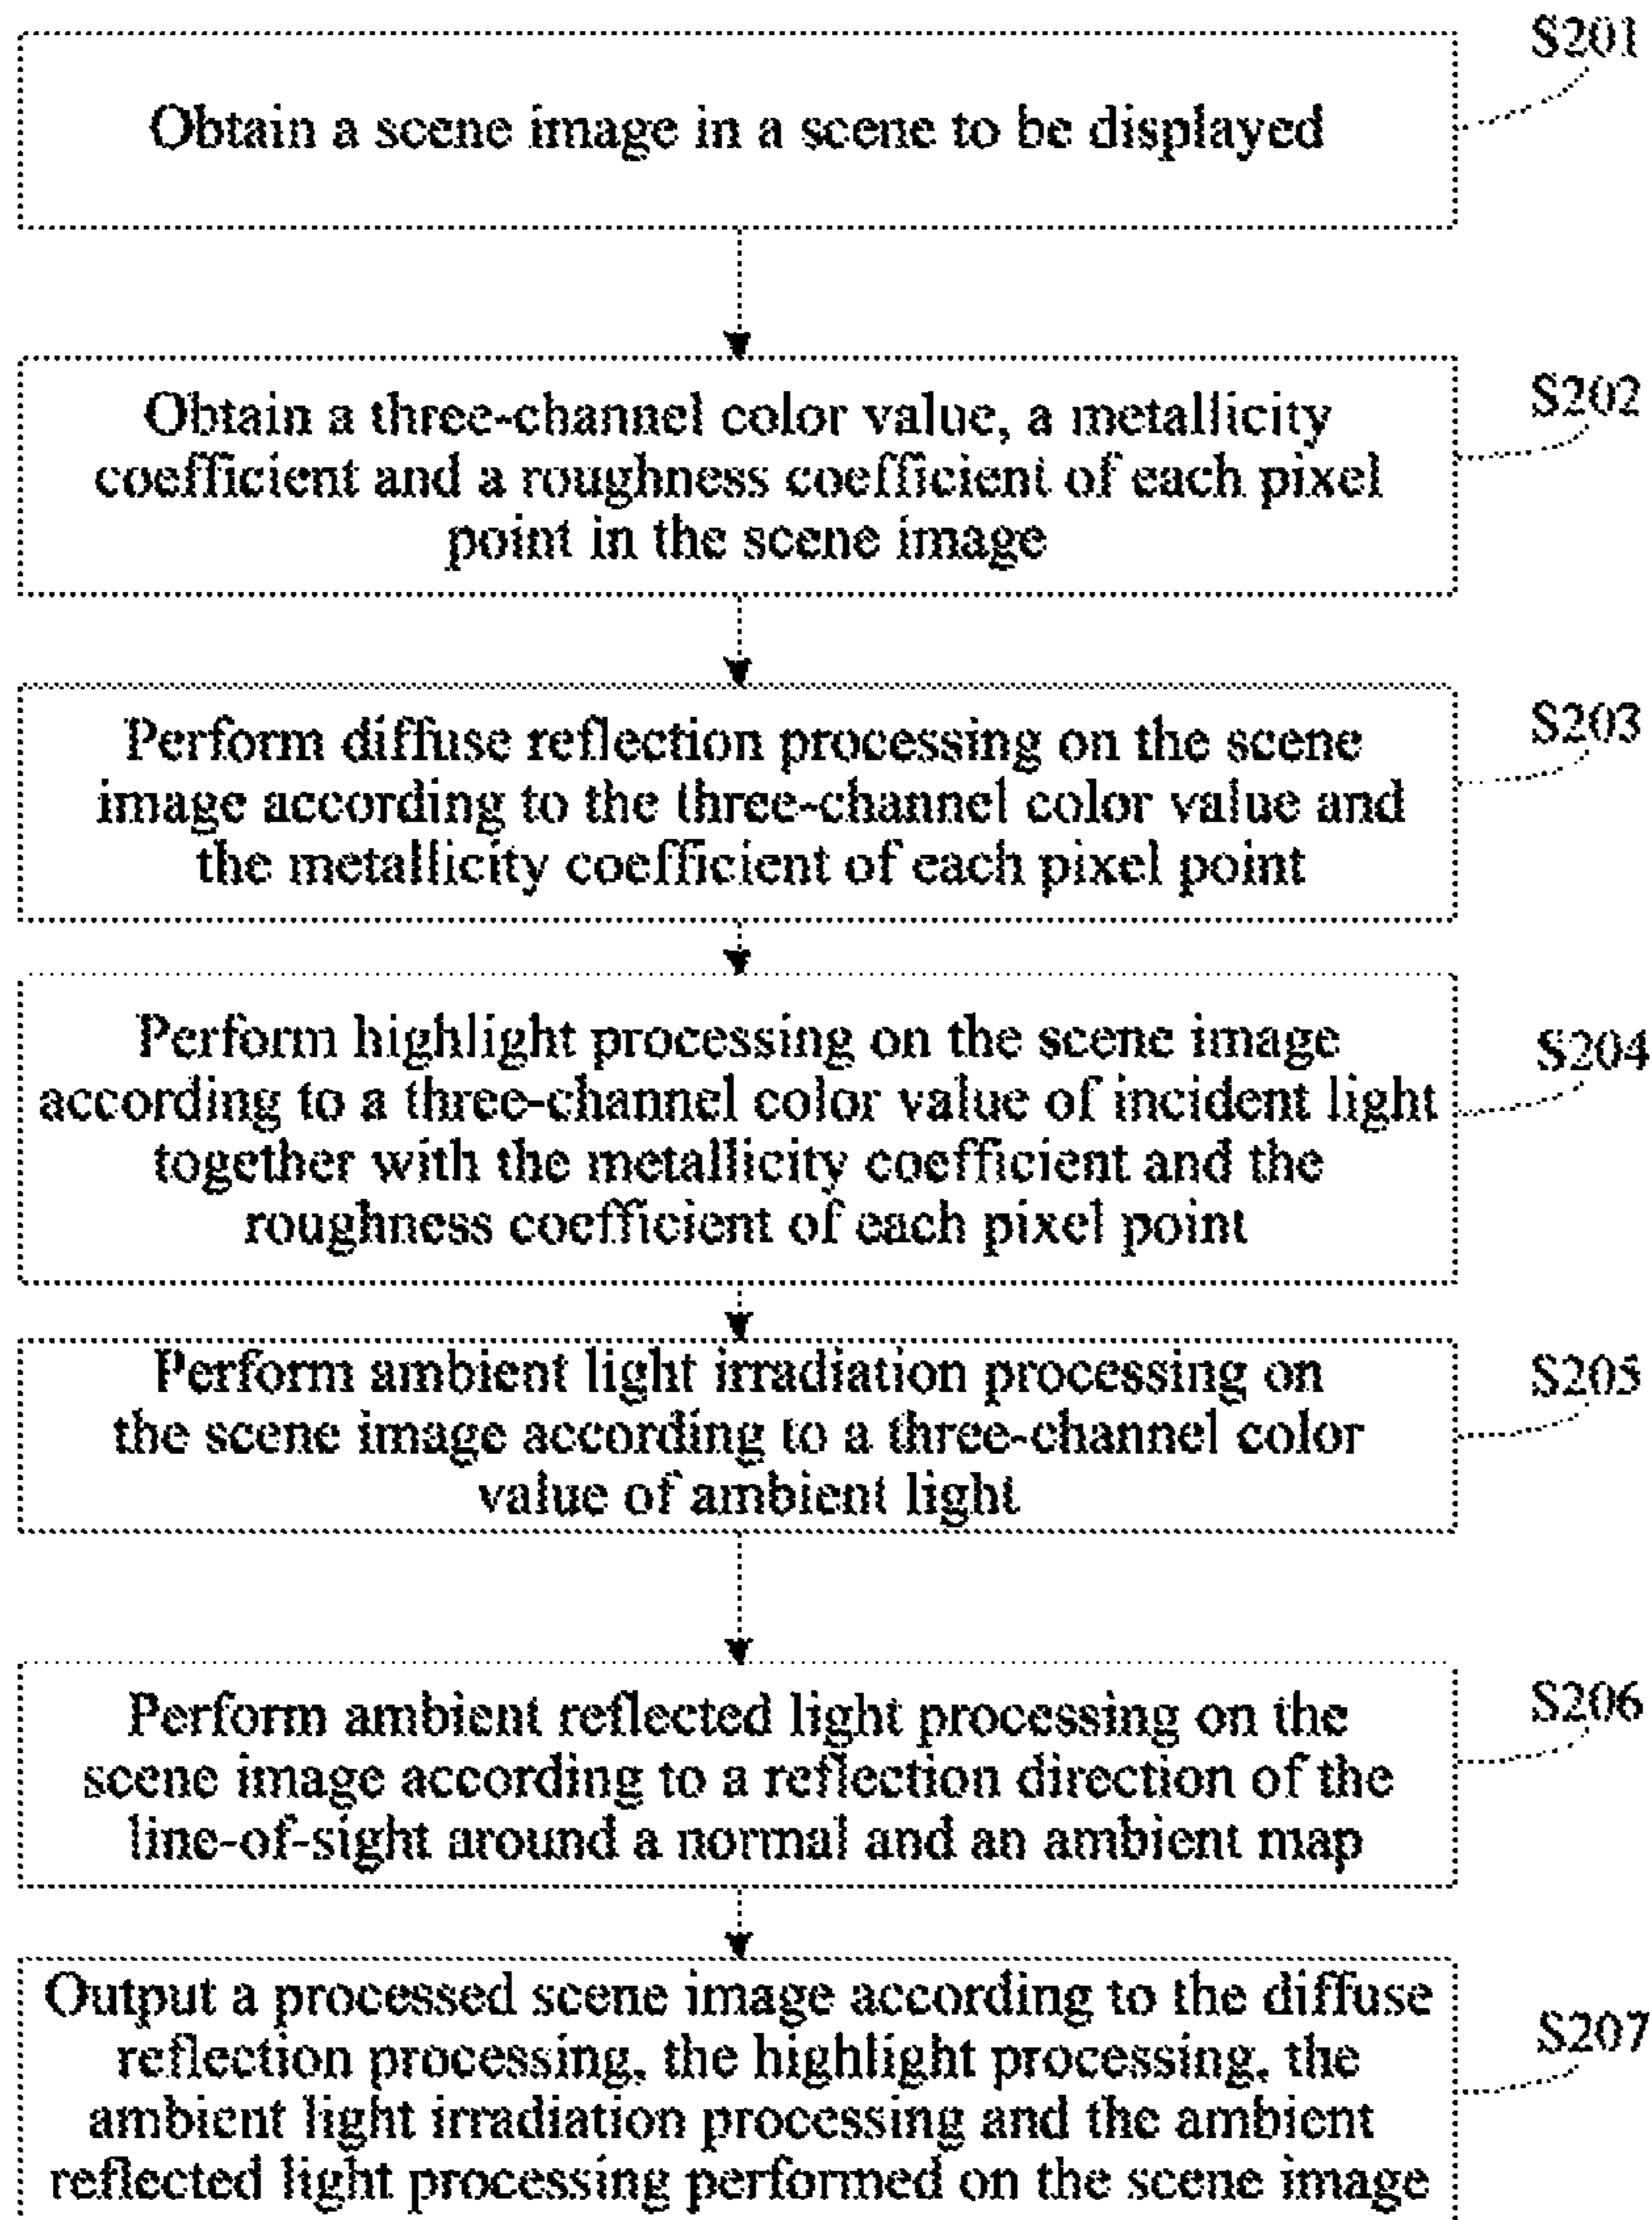 S201
Obtain a scene image in a scene to be displayed
S202
Obtain a three-channel color value, a metallicity
coefficient and a roughness coefficient of each pixel
point in the scene image
S203
Perform diffuse reflection processing on the scene
image according to the three-channel color value and
the metallicity coefficient of each pixel point
S204
Perform highlight processing on the scene image
according to a three-channel color value of incident light
together with the metallicity coefficient and the
roughness coefficient of each pixel point
S205
Perform ambient light irradiation processing on
the scene image according to a three-channel color
value of ambient light
S206
Perform ambient reflected light processing on the
scene image according to a reflection direction of the
line-of-sight around a normal and an ambient map
S207
Output a processed scene image according to the diffuse
reflection processing, the highlight processing, the
ambient light irradiation processing and the ambient
reflected light processing performed on the scene image